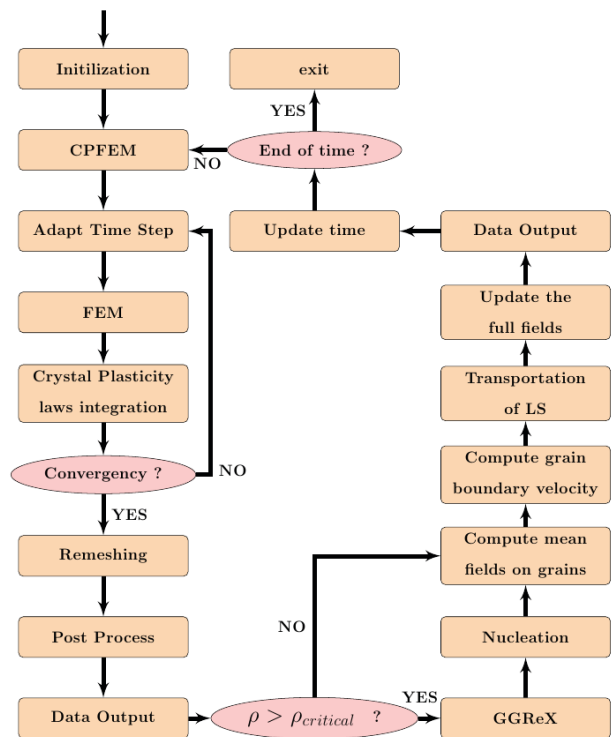 Initilization
exit
YES
CPFEM
End of time ?
NO
Adapt Time Step
Update time
Data Output
FEM
Update the
full fields
Crystal Plasticity
laws integration
Transportation
of LS
Convergency ?
NO
Compute grain
boundary velocity
YES
Remeshing
Compute mean
fields on grains
NO
Post Process
Nucleation
Data Output
ρ > ρcritical ?
YES
GGReX